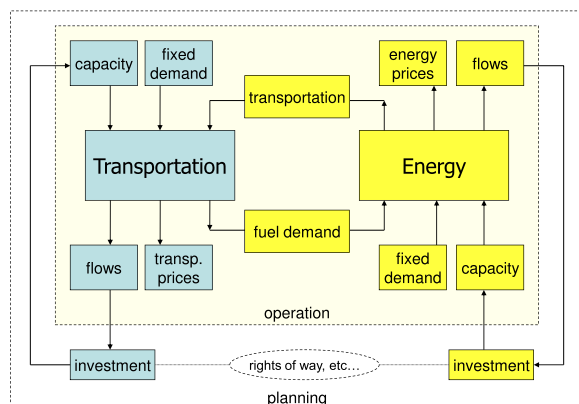 capacity
fixed
demand
energy
prices
flows
transportation
Transportation
Energy
fuel demand
flows
transp.
prices
fixed
demand
capacity
operation
investment
rights of way, etc...
investment
planning